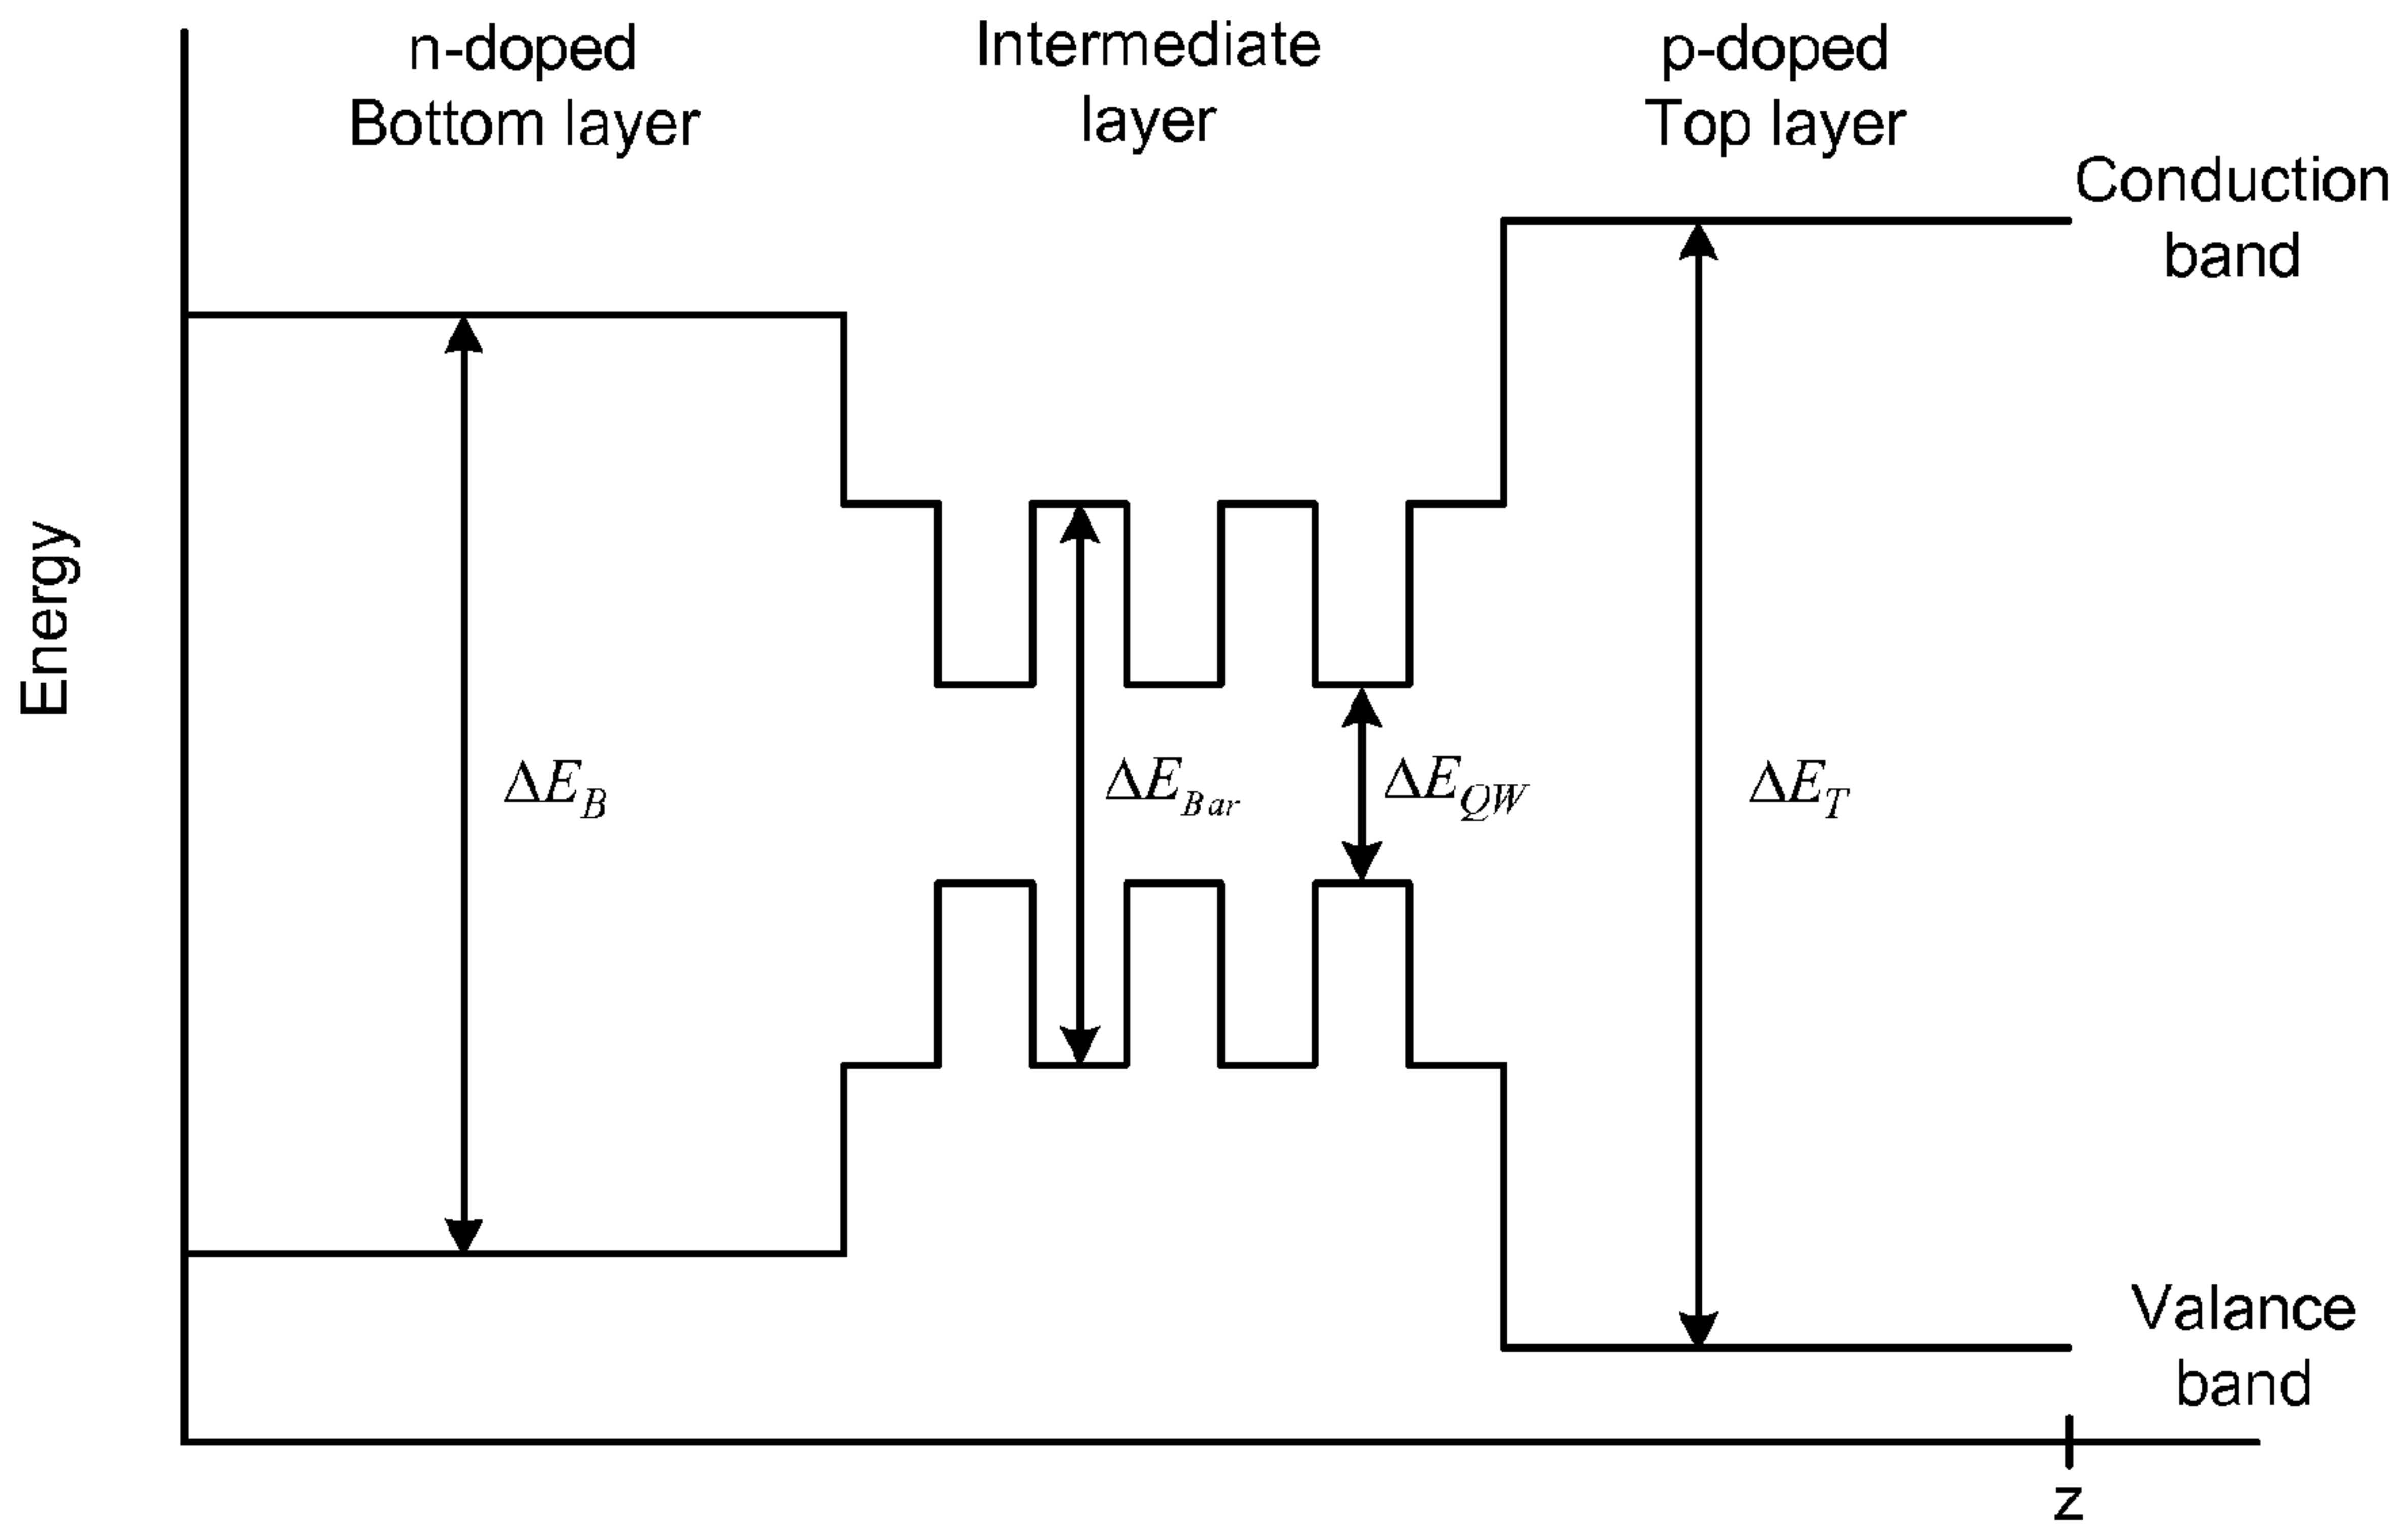 n-doped
Bottom layer
Intermediate
layer
p-doped
Top layer
Conduction
band
Energy
ΔE_B
ΔE_Bar
ΔE_QW
ΔE_T
Valance
band
z